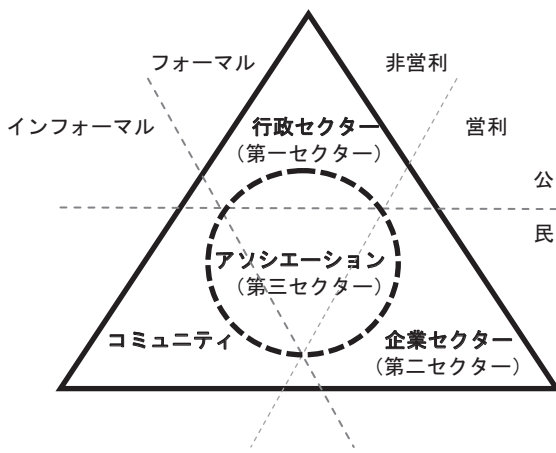 フォーマル
非営利
インフォーマル
行政セクター
営利
（第一セクター）
公
民
アソシエーション
（第三セクター）
コミュニティ
企業セクター
（第二セクター）